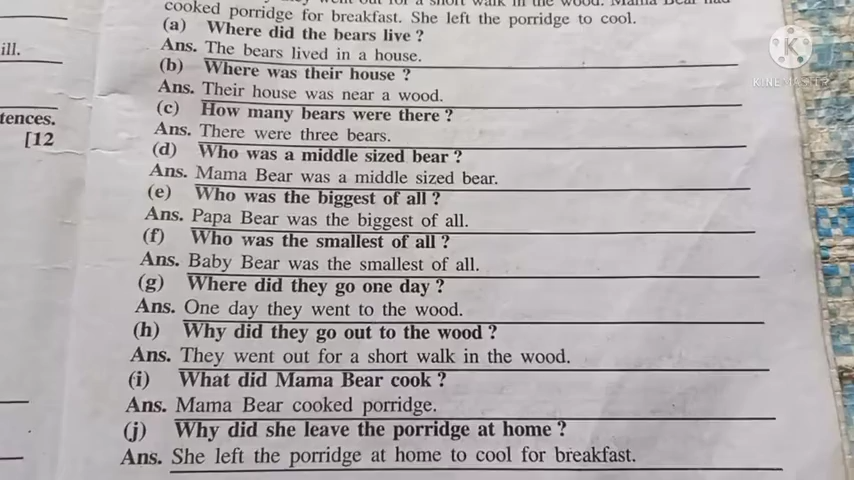 cooked porridge for breakfast. She left the porridge to cool.
(a) Where did the bears live ?
Ans. The bears lived in a house.
(b) Where was their house ?
Ans. Their house was near a wood.
(c) How many bears were there ?
Ans. There were three bears.
(d) Who was a middle sized bear ?
Ans. Mama Bear was a middle sized bear.
(e) Who was the biggest of all ?
Ans. Papa Bear was the biggest of all.
(f) Who was the smallest of all ?
Ans. Baby Bear was the smallest of all.
(g) Where did they go one day ?
Ans. One day they went to the wood.
(h) Why did they go out to the wood ?
Ans. They went out for a short walk in the wood.
(i) What did Mama Bear cook ?
Ans. Mama Bear cooked porridge.
(j) Why did she leave the porridge at home ?
Ans. She left the porridge at home to cool for breakfast.
ill.
tences.
[12
K
KINEMASTER